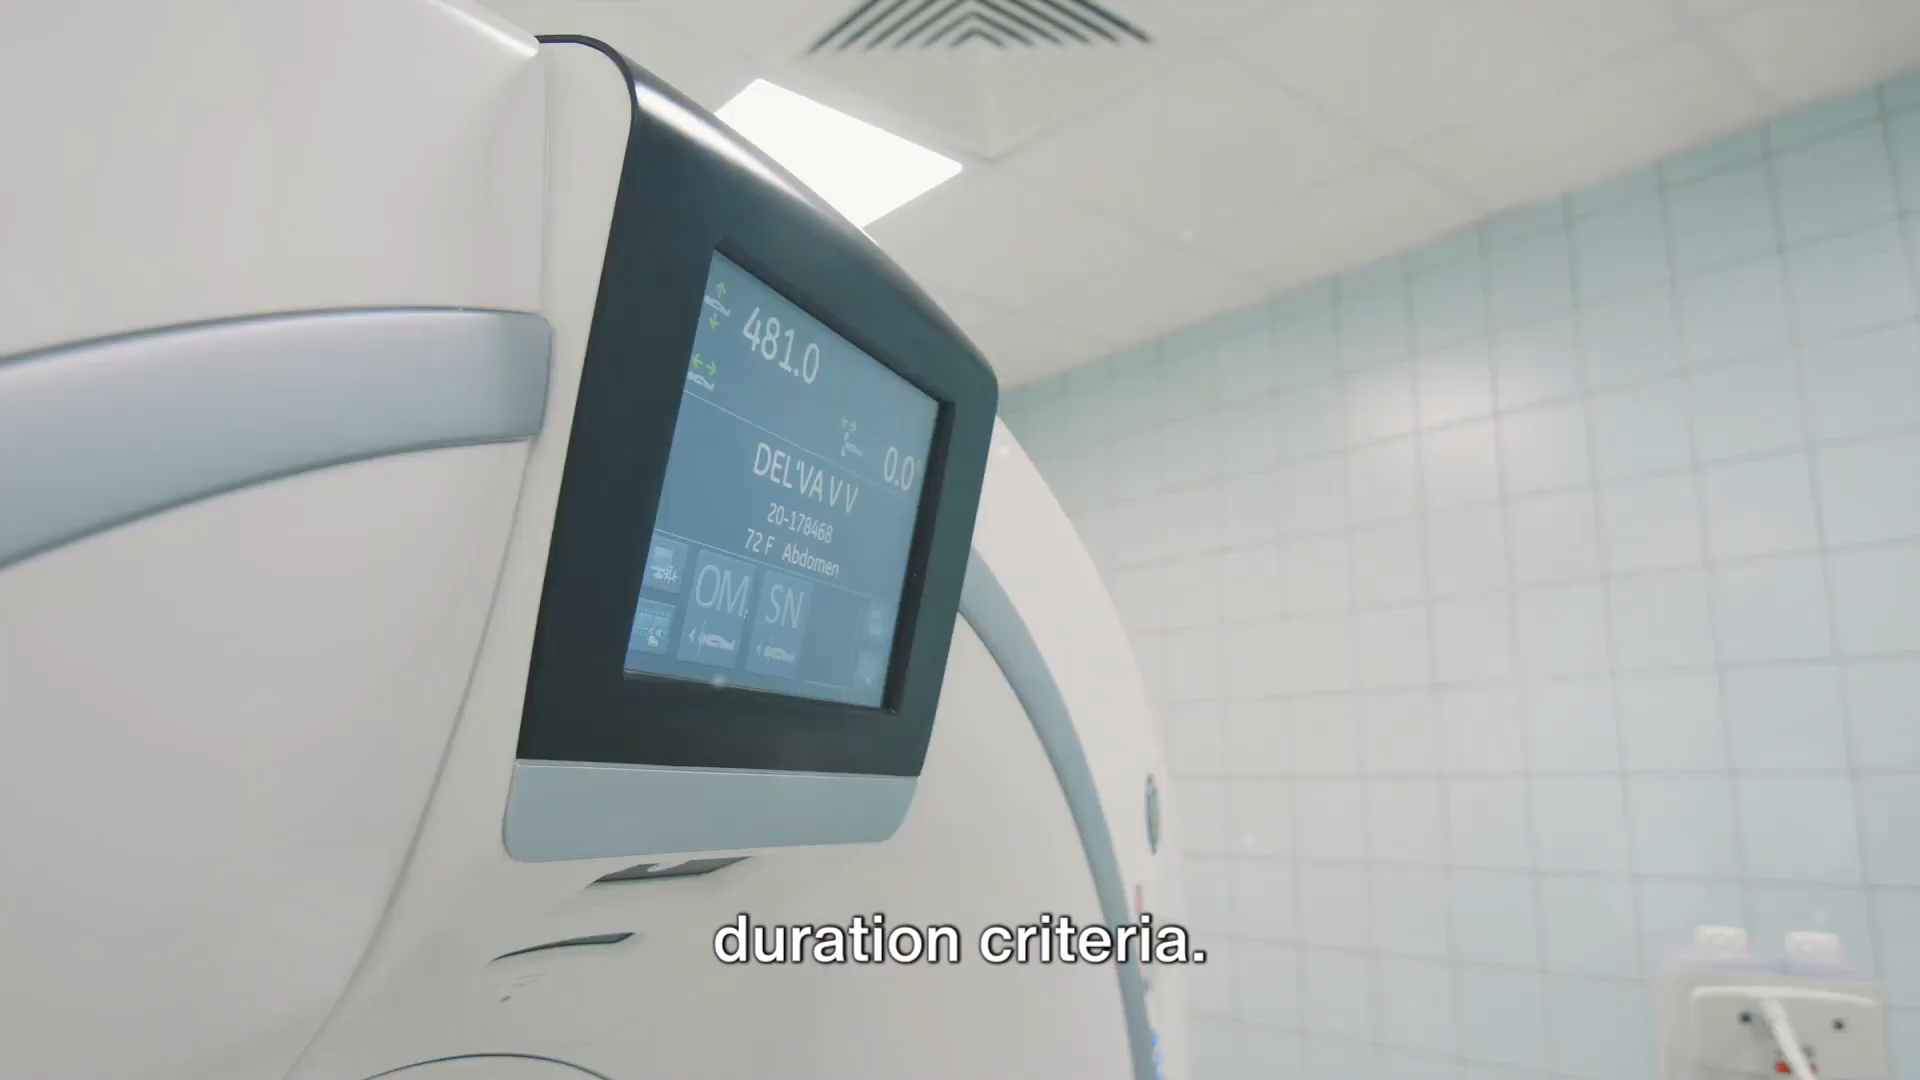 481.0
0.0°
DEL'VA V V
20-178468
72 F Abdomen
OM
SN
duration criteria.